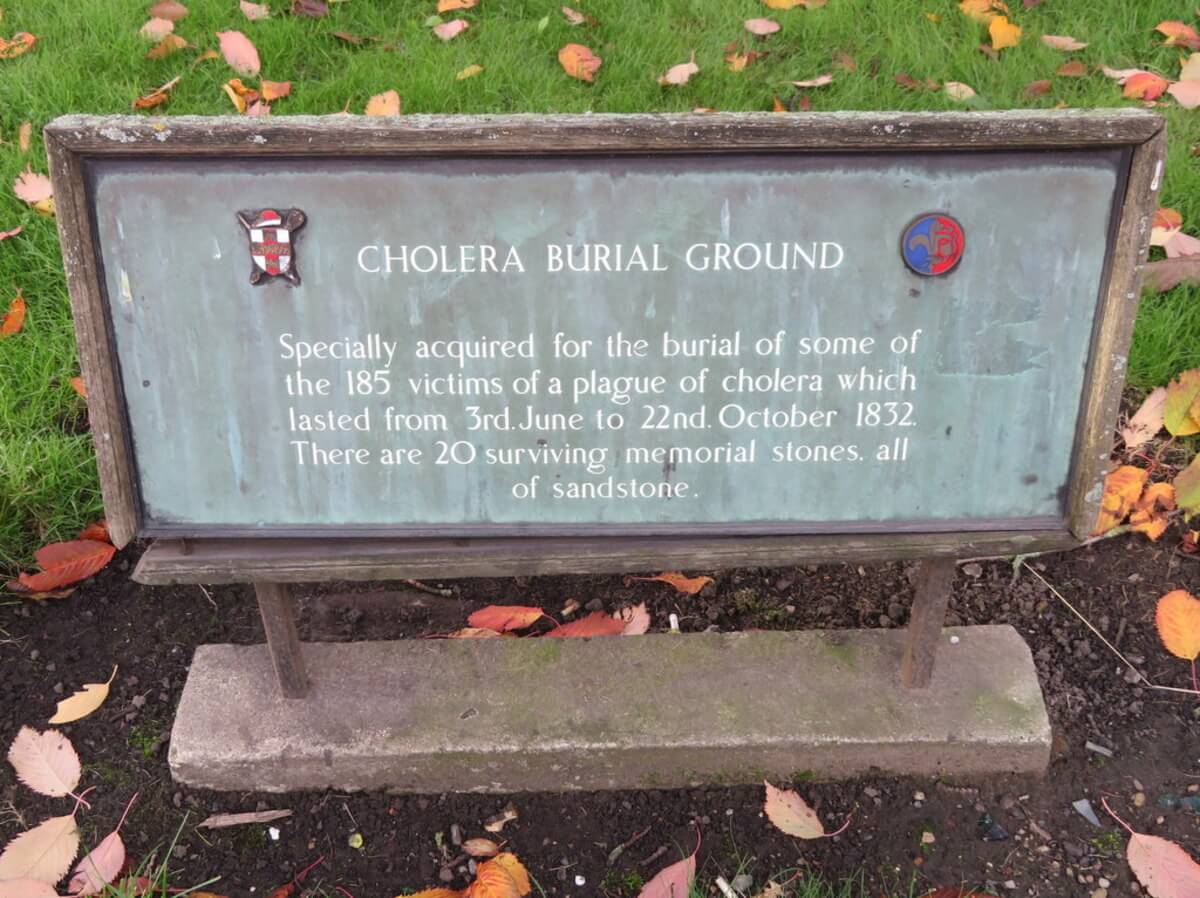 CHOLERA BURIAL GROUND
Specially acquired for the burial of some of
the 185 victims of a plague of cholera which
lasted from 3rd.June to 22nd.October 1832.
There are 20 surviving memorial stones. all
of sandstone.